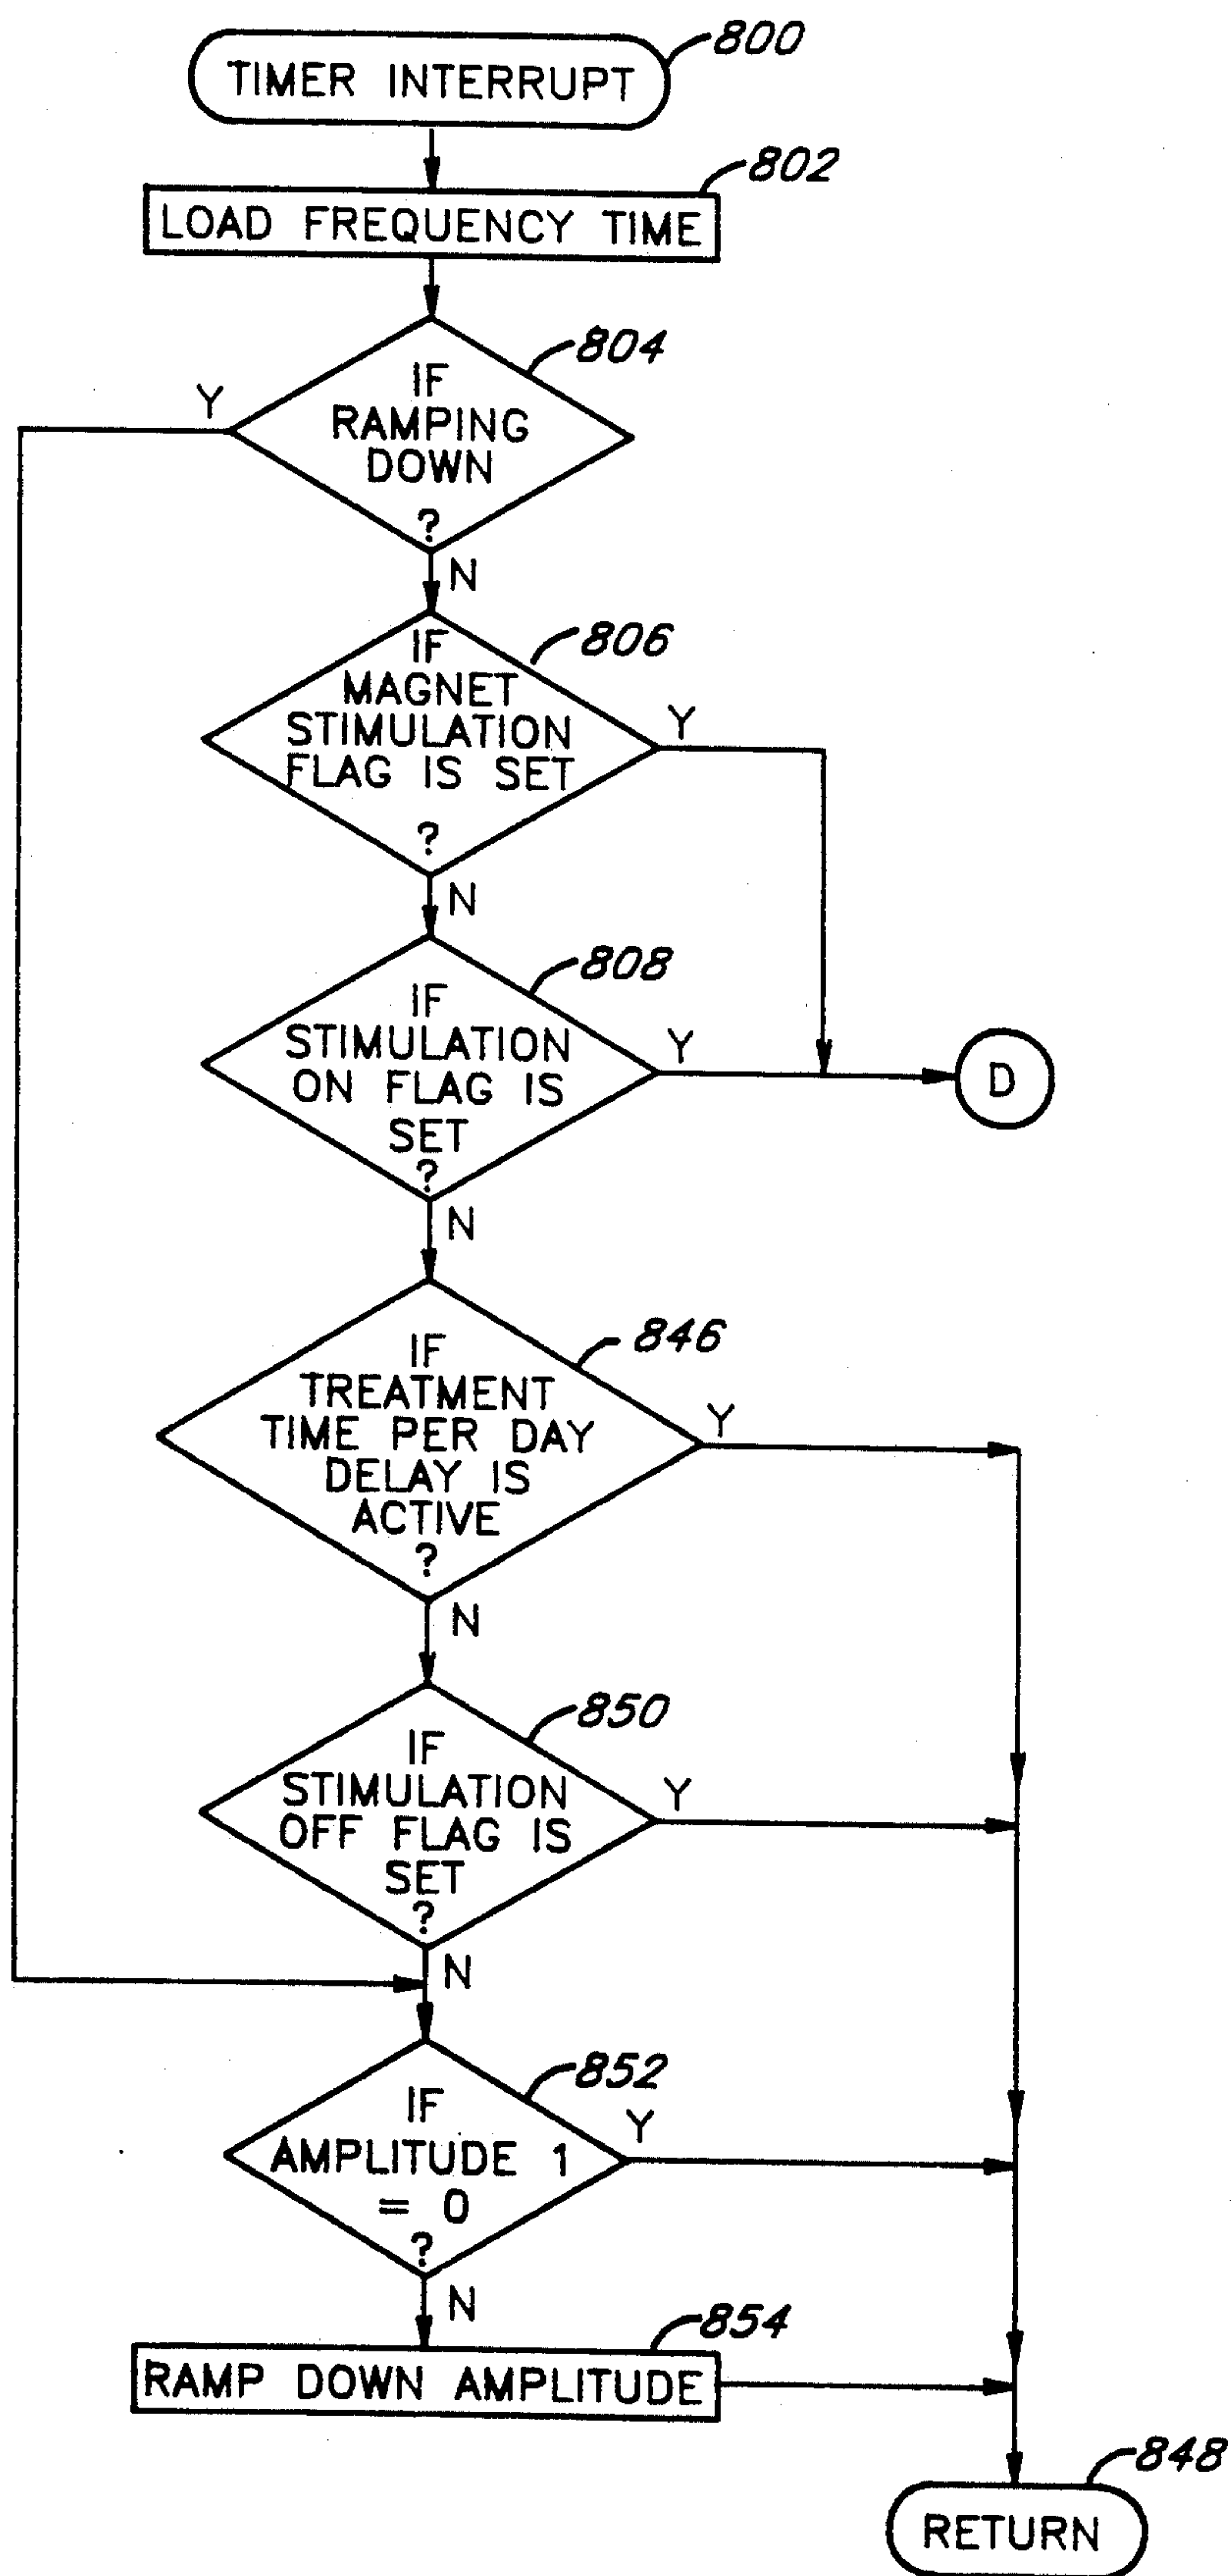 800
TIMER INTERRUPT
802
LOAD FREQUENCY TIME
804
Y
IF
RAMPING
DOWN
?
N
806
IF
MAGNET
STIMULATION
FLAG IS SET
?
Y
N
808
IF
STIMULATION
ON FLAG IS
SET
?
Y
D
N
846
IF
TREATMENT
TIME PER DAY
DELAY IS
ACTIVE
?
Y
N
850
IF
STIMULATION
OFF FLAG IS
SET
?
Y
N
852
IF
AMPLITUDE 1
= 0
?
Y
N
854
RAMP DOWN AMPLITUDE
848
RETURN